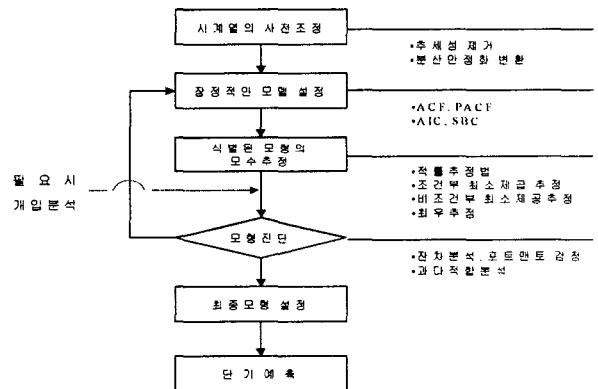 시계열의 사전조정
•추세성 제거
•분산안정화 변환
잠정적인 모델 설정
•ACF, PACF
•AIC, SBC
식별된 모형의
모수추정
•적률추정법
•조건부 최소제곱 추정
•비조건부 최소제곱추정
•최우추정
필요시
개입분석
모형진단
•잔차분석, 포트맨토 검정
•과다적합분석
최종모형 설정
단기예측